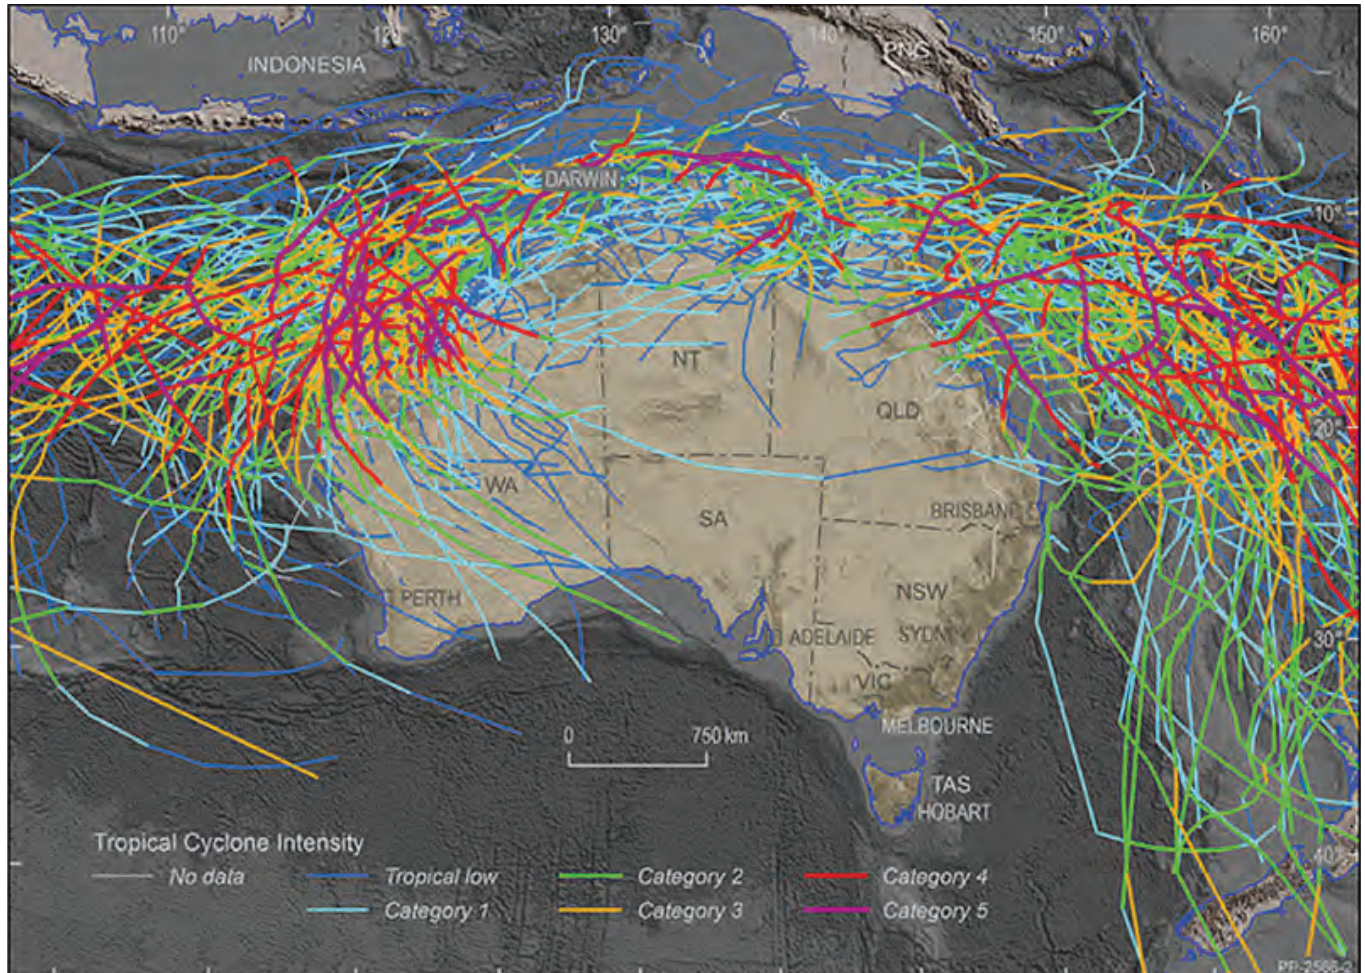 110° 120° 130° 140° 150° 160°
PNG
INDONESIA
DARWIN
10°
NT
QLD
20°
WA
SA
BRISBANE
NSW
PERTH
ADELAIDE SYDN
30°
VIC
0 750 km
MELBOURNE
TAS
HOBART
Tropical Cyclone Intensity
40°
No data Tropical low Category 2 Category 4
Category 1 Category 3 Category 5